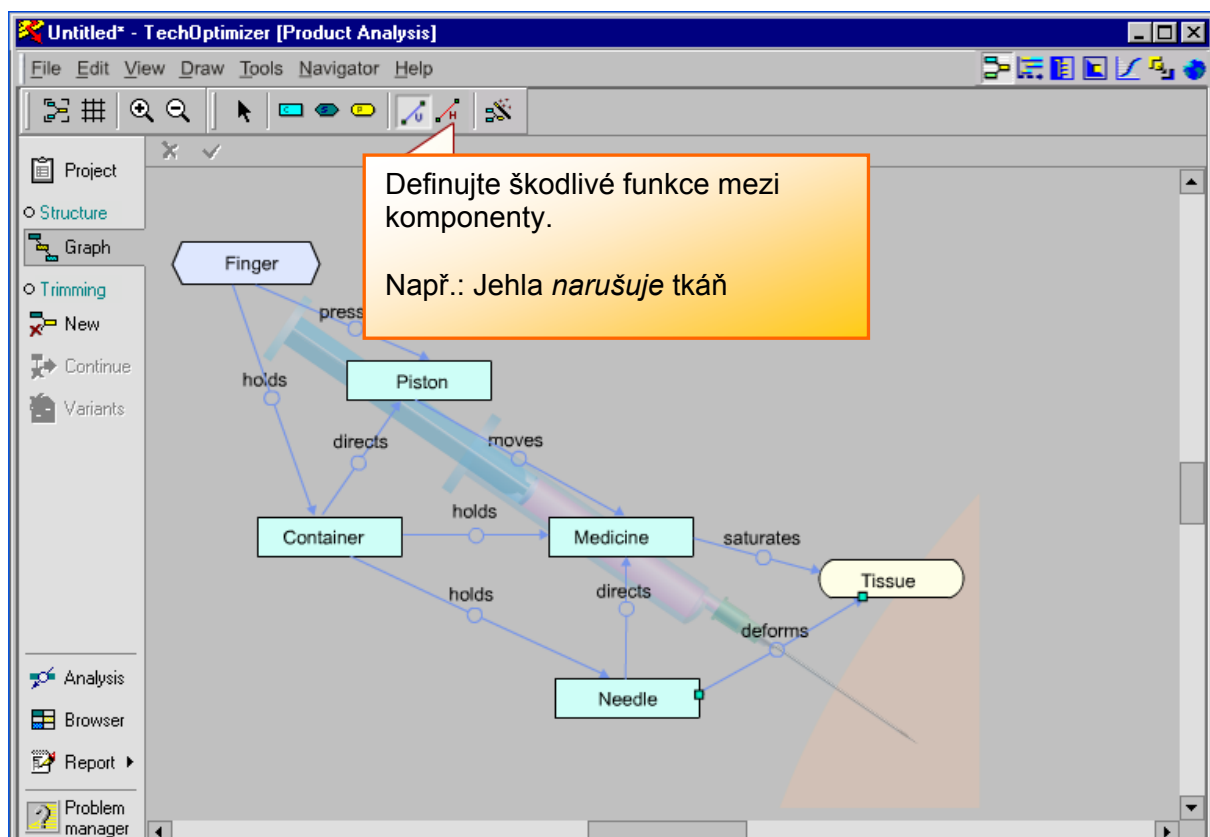 Untitled* - TechOptimizer [Product Analysis]
File Edit View Draw Tools Navigator Help
C S P U H
Project
Structure
Graph
Trimming
New
Continue
Variants
Analysis
Browser
Report
Problem
manager
Definujte škodlivé funkce mezi
komponenty.
Např.: Jehla narušuje tkáň
Finger
press
holds
Piston
directs
moves
holds
Container
Medicine
saturates
Tissue
holds
directs
deforms
Needle